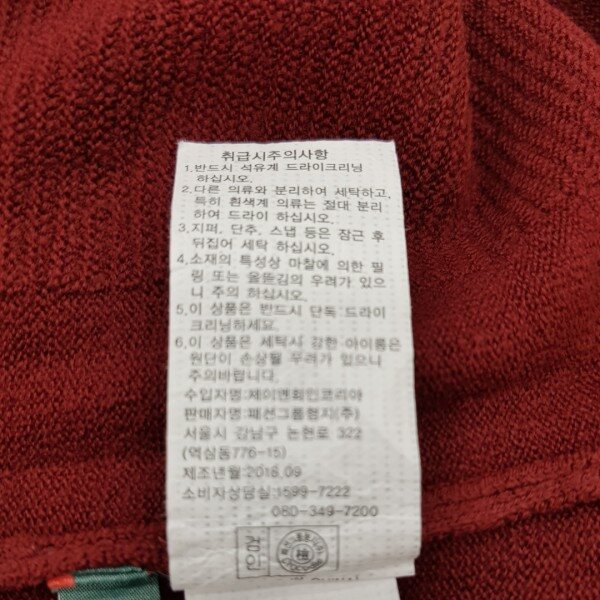 취급시주의사항
1.반드시 석유계 드라이크리닝
하십시오.
2.다른 의류와 분리하여 세탁하고,
특히 흰색계 의류는 절대 분리
하여 드라이 하십시오.
3.지퍼, 단추, 스냅 등은 잠근 후
뒤집어 세탁 하십시오.
4.소재의 특성상 마찰에 의한 필
링 또는 올뜯김의 우려가 있으
니 주의 하십시오.
5.이 상품은 반드시 단독 드라이
크리닝하세요.
6.이 상품은 세탁시 강한 아이롱은
원단이 손상될 우려가 있으니
주의바랍니다.
수입자명:제이엔화인코리아
판매자명:패션그룹형지(주)
서울시 강남구 논현로 322
(역삼동776-15)
제조년월:2018.09
소비자상담실:1599-7222
080-349-7200
검인